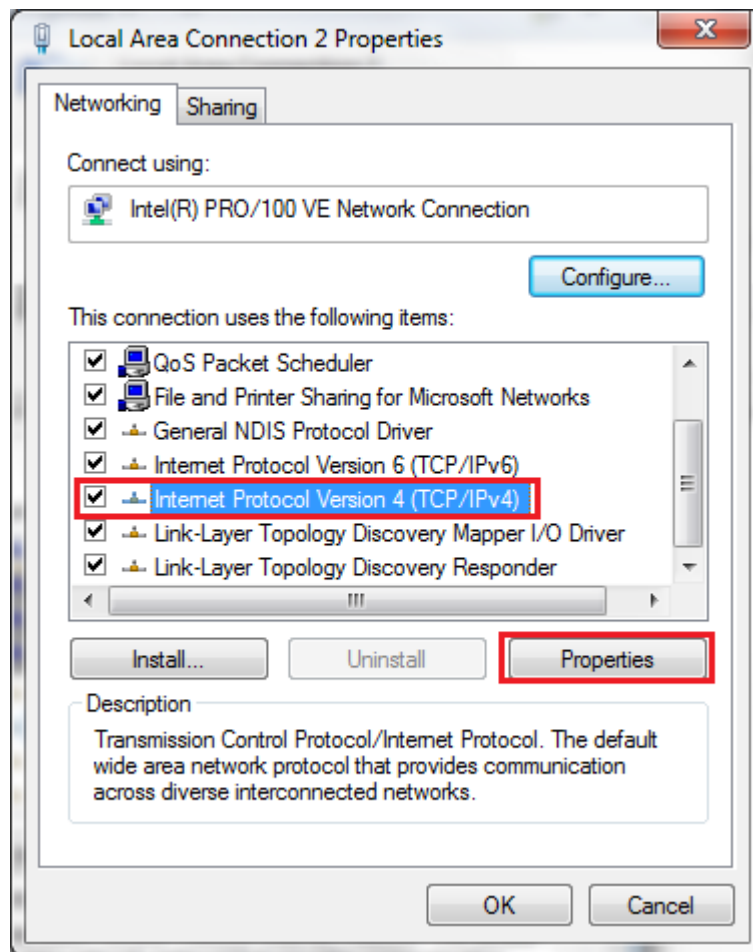 Local Area Connection 2 Properties
Networking
Sharing
Connect using:
Intel(R) PRO/100 VE Network Connection
Configure...
This connection uses the following items:
QoS Packet Scheduler
File and Printer Sharing for Microsoft Networks
General NDIS Protocol Driver
Internet Protocol Version 6 (TCP/IPv6)
Internet Protocol Version 4 (TCP/IPv4)
Link-Layer Topology Discovery Mapper I/O Driver
Link-Layer Topology Discovery Responder
Install...
Uninstall
Properties
Description
Transmission Control Protocol/Internet Protocol. The default
wide area network protocol that provides communication
across diverse interconnected networks.
OK
Cancel